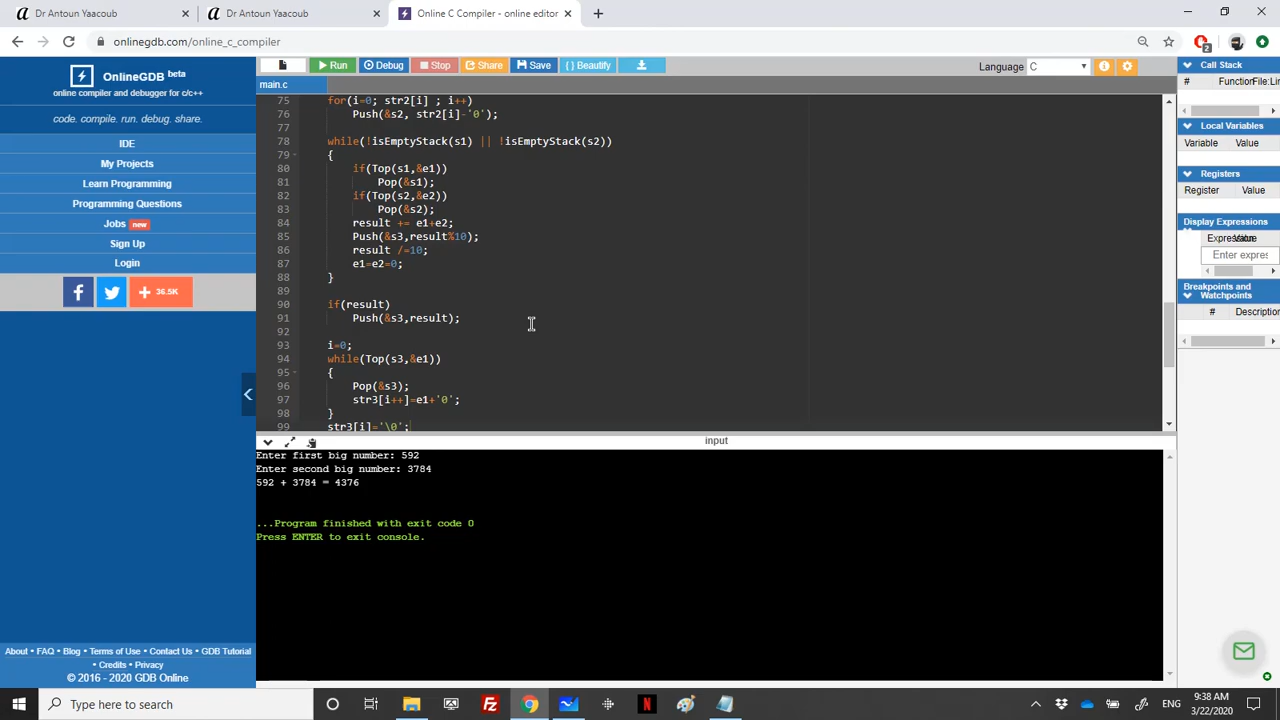 Dr Antoun Yaacoub
Dr Antoun Yaacoub
Online C Compiler - online editor
onlinegdb.com/online_c_compiler
2
OnlineGDB beta
online compiler and debugger for c/c++
code. compile. run. debug. share.
IDE
My Projects
Learn Programming
Programming Questions
Jobs new
Sign Up
Login
36.5K
About • FAQ • Blog • Terms of Use • Contact Us • GDB Tutorial
• Credits • Privacy
© 2016 - 2020 GDB Online
Run
Debug
Stop
Share
Save
{ } Beautify
Language C
main.c
75 for(i=0; str2[i] ; i++)
76 Push(&s2, str2[i]-'0');
77
78 while(!isEmptyStack(s1) || !isEmptyStack(s2))
79 {
80 if(Top(s1,&e1))
81 Pop(&s1);
82 if(Top(s2,&e2))
83 Pop(&s2);
84 result += e1+e2;
85 Push(&s3,result%10);
86 result /=10;
87 e1=e2=0;
88 }
89
90 if(result)
91 Push(&s3,result);
92
93 i=0;
94 while(Top(s3,&e1))
95 {
96 Pop(&s3);
97 str3[i++]=e1+'0';
98 }
99 str3[i]='\0';
input
Enter first big number: 592
Enter second big number: 3784
592 + 3784 = 4376
...Program finished with exit code 0
Press ENTER to exit console.
Call Stack
# Function File:Lin
Local Variables
Variable Value
Registers
Register Value
Display Expressions
Expression Value
Enter expres
Breakpoints and
Watchpoints
# Description
Type here to search
ENG
9:38 AM
3/22/2020